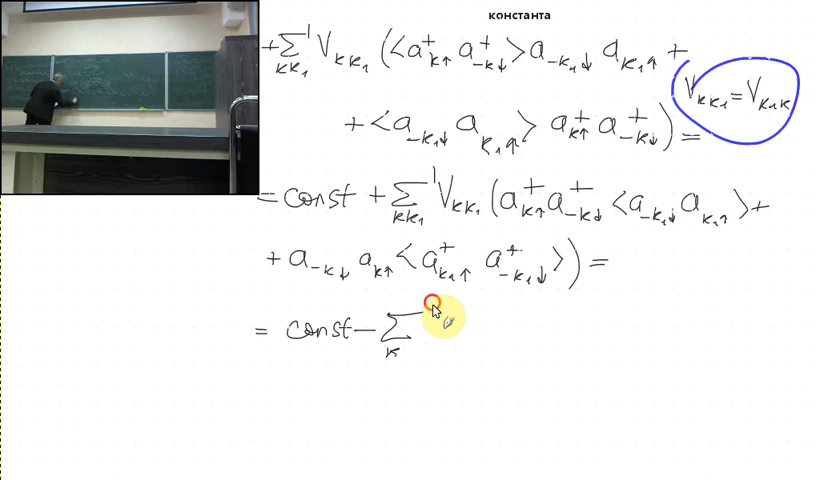 константа
+∑'_{KK₁} V_{KK₁} (<a⁺_{K↑} a⁺_{-K↓}> a_{-K₁↓} a_{K₁↑} +
V_{KK₁} = V_{K₁K}
+ <a_{-K₁↓} a_{K₁↑}> a⁺_{K↑} a⁺_{-K↓}) =
= const + ∑'_{KK₁} V_{KK₁} (a⁺_{K↑} a⁺_{-K↓} <a_{-K₁↓} a_{K₁↑}> +
+ a_{-K↓} a_{K↑} <a⁺_{K₁↑} a⁺_{-K₁↓}>) =
= const − ∑_K